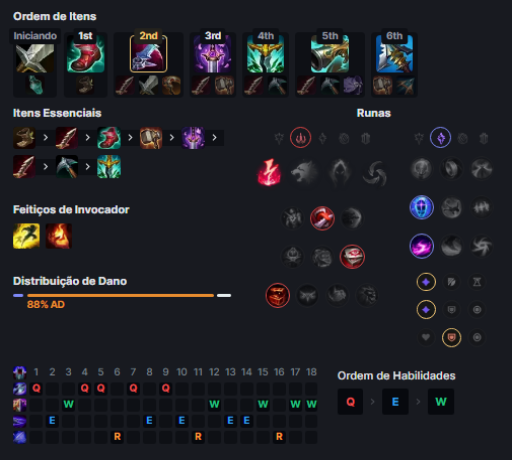 Ordem de Itens
Iniciando 1st 2nd 3rd 4th 5th 6th
Itens Essenciais
Runas
Feitiços de Invocador
Distribuição de Dano
88% AD
1 2 3 4 5 6 7 8 9 10 11 12 13 14 15 16 17 18
Q Q Q Q Q
W W W W W
E E E E E
R R R
Ordem de Habilidades
Q > E > W